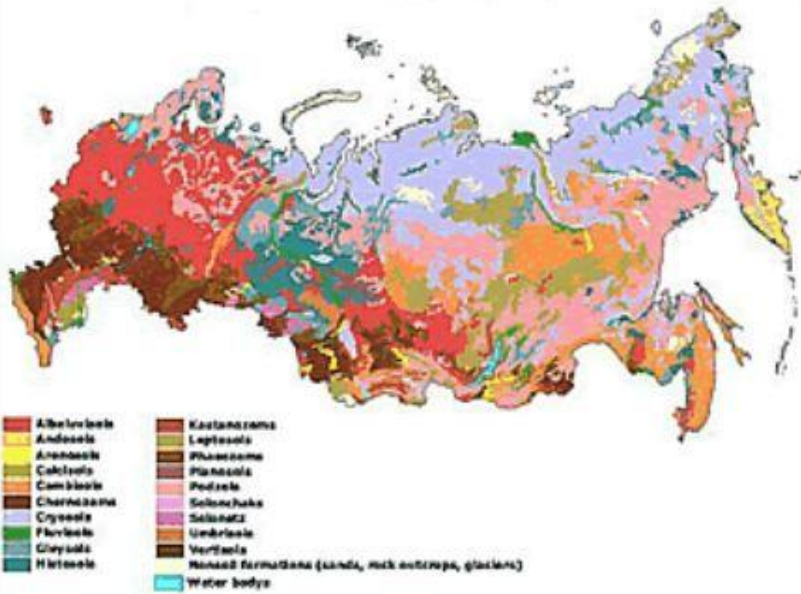 Albeluvisols
Andosols
Arenosols
Calcisols
Cambisols
Chernozems
Cryosols
Fluvisols
Gleysols
Histosols
Kastanozems
Leptosols
Phaeozems
Planosols
Podzols
Solonchaks
Solonetz
Umbrisols
Vertisols
Nonsoil formations (sands, rock outcrops, glaciers)
Water bodys